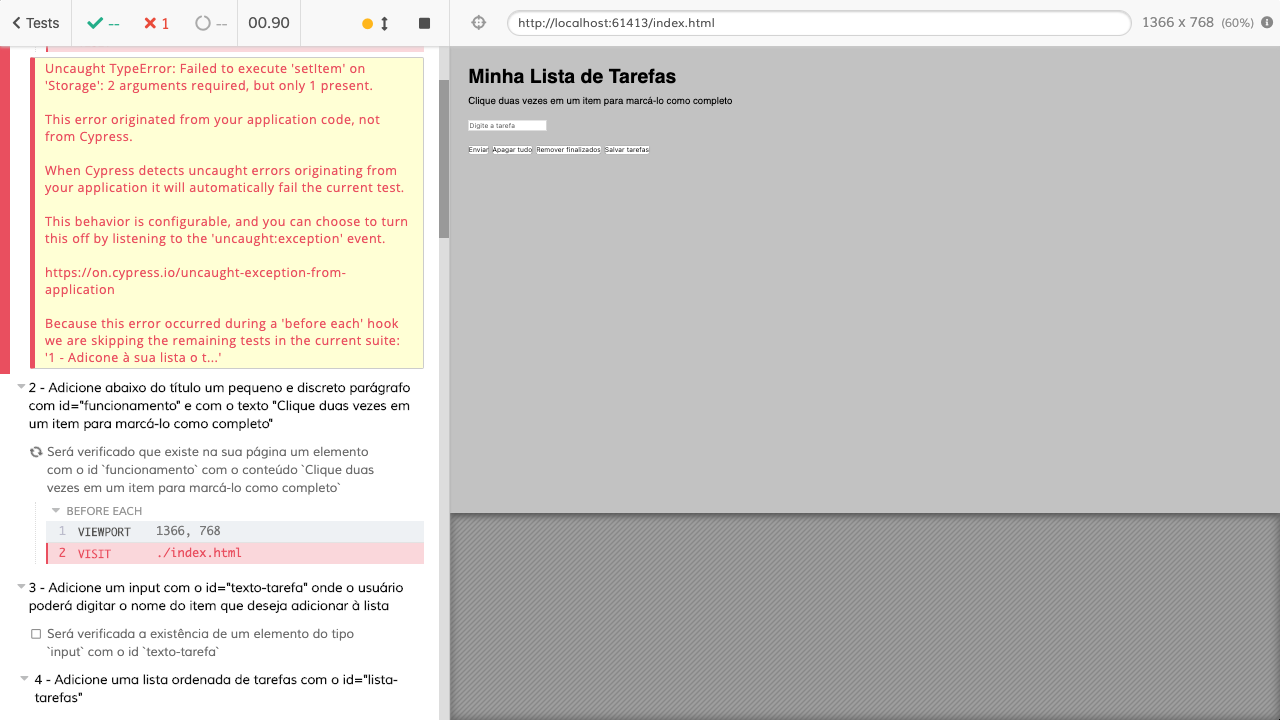 Tests
--
1
--
00.90
http://localhost:61413/index.html
1366 x 768 (60%)
Uncaught TypeError: Failed to execute 'setItem' on
'Storage': 2 arguments required, but only 1 present.
This error originated from your application code, not
from Cypress.
When Cypress detects uncaught errors originating from
your application it will automatically fail the current test.
This behavior is configurable, and you can choose to turn
this off by listening to the 'uncaught:exception' event.
https://on.cypress.io/uncaught-exception-from-
application
Because this error occurred during a 'before each' hook
we are skipping the remaining tests in the current suite:
'1 - Adicone à sua lista o t...'
2 - Adicione abaixo do título um pequeno e discreto parágrafo
com id="funcionamento" e com o texto "Clique duas vezes em
um item para marcá-lo como completo"
Será verificado que existe na sua página um elemento
com o id `funcionamento` com o conteúdo `Clique duas
vezes em um item para marcá-lo como completo`
BEFORE EACH
1 VIEWPORT 1366, 768
2 VISIT ./index.html
3 - Adicione um input com o id="texto-tarefa" onde o usuário
poderá digitar o nome do item que deseja adicionar à lista
Será verificada a existência de um elemento do tipo
`input` com o id `texto-tarefa`
4 - Adicione uma lista ordenada de tarefas com o id="lista-
tarefas"
Minha Lista de Tarefas
Clique duas vezes em um item para marcá-lo como completo
Digite a tarefa
Enviar Apagar tudo Remover finalizados Salvar tarefas